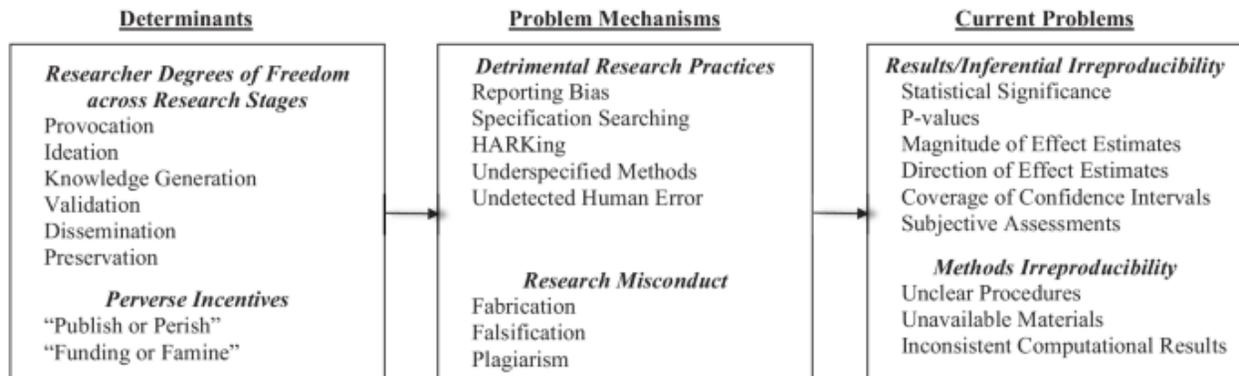 Determinants
Researcher Degrees of Freedom
across Research Stages
Provocation
Ideation
Knowledge Generation
Validation
Dissemination
Preservation
Perverse Incentives
“Publish or Perish”
“Funding or Famine”
Problem Mechanisms
Detrimental Research Practices
Reporting Bias
Specification Searching
HARKing
Underspecified Methods
Undetected Human Error
Research Misconduct
Fabrication
Falsification
Plagiarism
Current Problems
Results/Inferential Irreproducibility
Statistical Significance
P-values
Magnitude of Effect Estimates
Direction of Effect Estimates
Coverage of Confidence Intervals
Subjective Assessments
Methods Irreproducibility
Unclear Procedures
Unavailable Materials
Inconsistent Computational Results